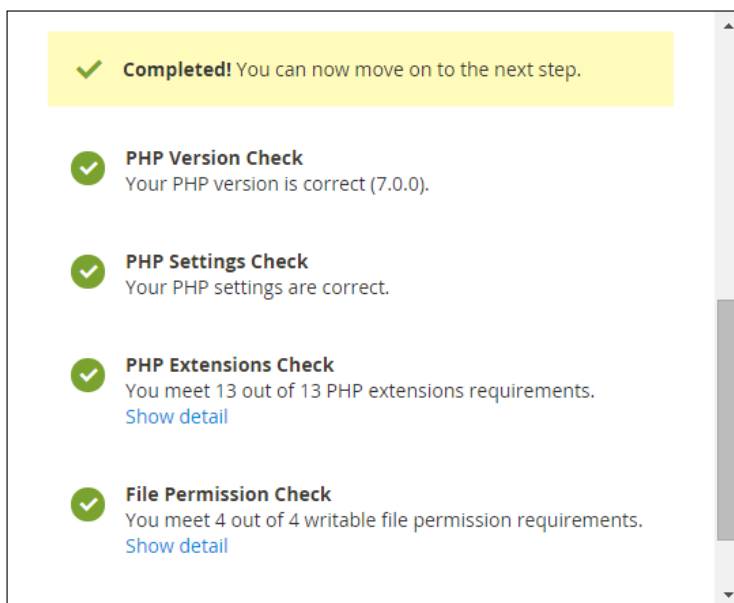 Completed! You can now move on to the next step.
PHP Version Check
Your PHP version is correct (7.0.0).
PHP Settings Check
Your PHP settings are correct.
PHP Extensions Check
You meet 13 out of 13 PHP extensions requirements.
Show detail
File Permission Check
You meet 4 out of 4 writable file permission requirements.
Show detail